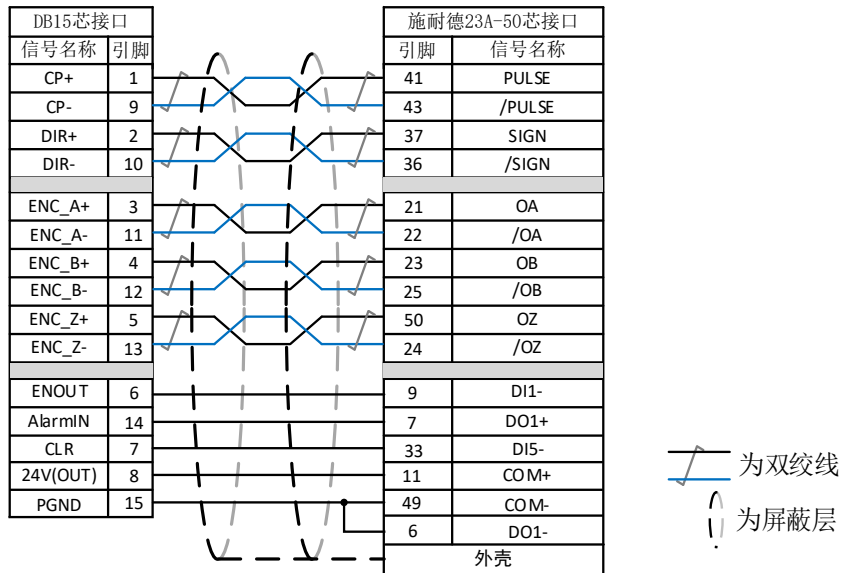 DB15芯接口 施耐德23A-50芯接口
信号名称 引脚 引脚 信号名称
CP+ 1 41 PULSE
CP- 9 43 /PULSE
DIR+ 2 37 SIGN
DIR- 10 36 /SIGN
ENC_A+ 3 21 OA
ENC_A- 11 22 /OA
ENC_B+ 4 23 OB
ENC_B- 12 25 /OB
ENC_Z+ 5 50 OZ
ENC_Z- 13 24 /OZ
ENOUT 6 9 DI1-
AlarmIN 14 7 DO1+
CLR 7 33 DI5-
24V(OUT) 8 11 COM+
PGND 15 49 COM-
6 DO1-
外壳
为双绞线
为屏蔽层